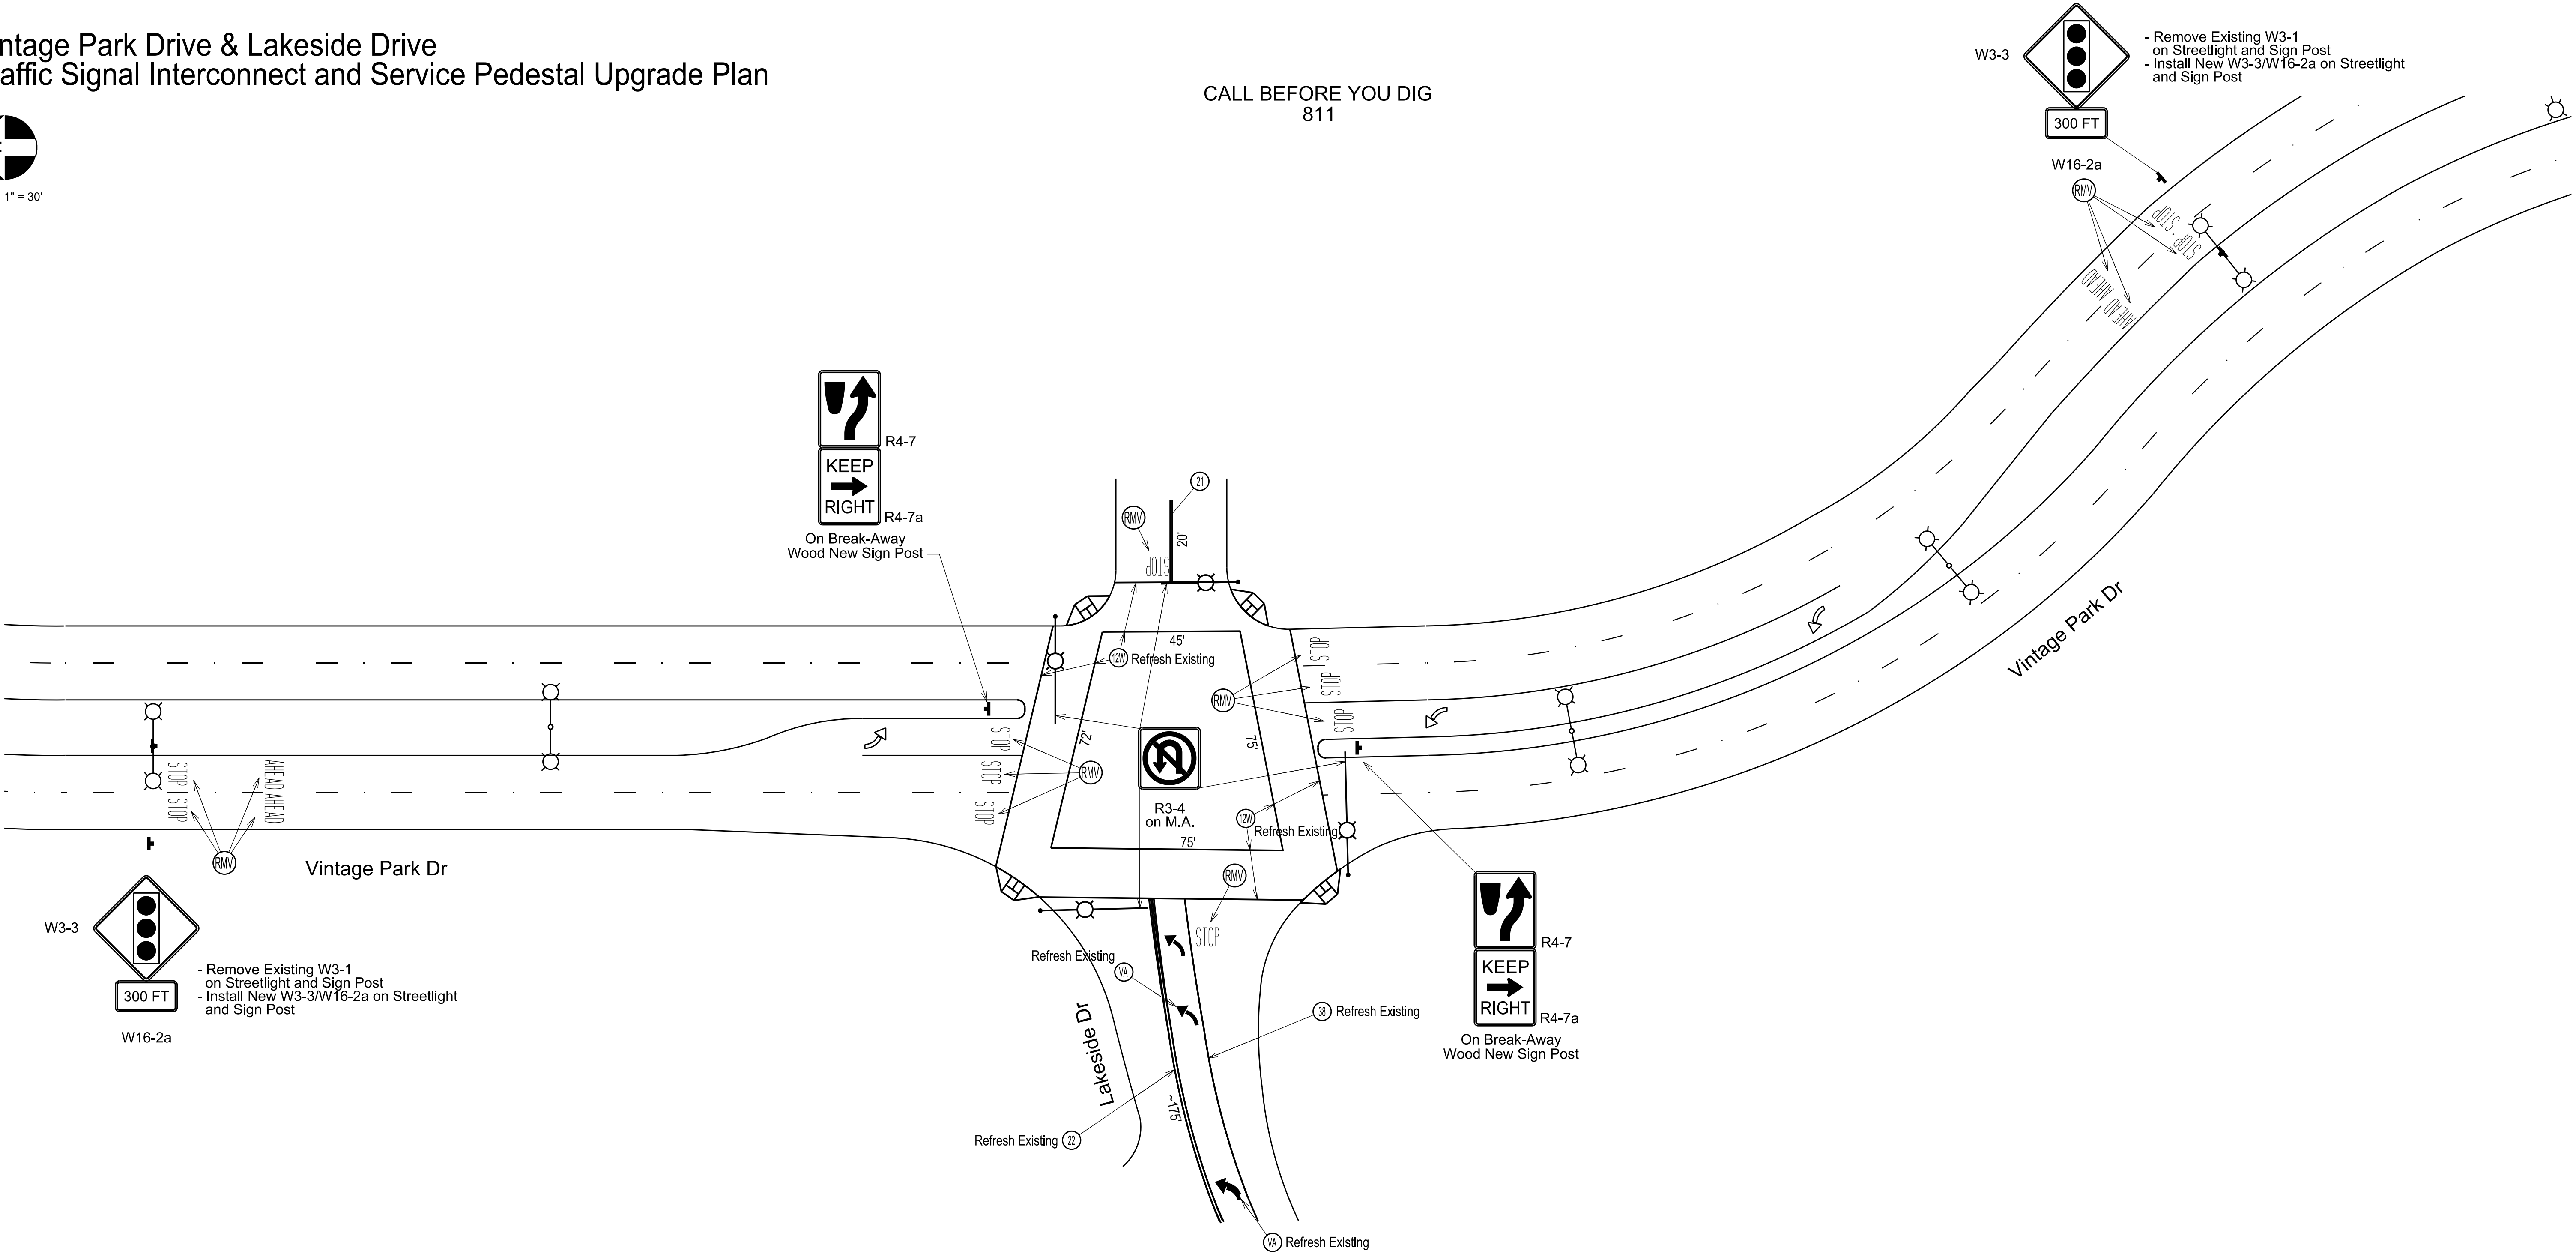 ntage Park Drive & Lakeside Drive
affic Signal Interconnect and Service Pedestal Upgrade Plan
1" = 30'
CALL BEFORE YOU DIG
811
W3-3
300 FT
W16-2a
- Remove Existing W3-1
on Streetlight and Sign Post
- Install New W3-3/W16-2a on Streetlight
and Sign Post
RMV
STOP
STOP
AHEAD
AHEAD
R4-7
KEEP
RIGHT
R4-7a
On Break-Away
Wood New Sign Post
21
RMV
20'
STOP
45'
12W Refresh Existing
RMV
STOP
STOP
STOP
72'
75'
RMV
STOP
STOP
STOP
R3-4
on M.A.
12W
Refresh Existing
75'
RMV
STOP
Vintage Park Dr
STOP
STOP
AHEAD
AHEAD
RMV
Vintage Park Dr
W3-3
300 FT
W16-2a
- Remove Existing W3-1
on Streetlight and Sign Post
- Install New W3-3/W16-2a on Streetlight
and Sign Post
Refresh Existing
IVA
38 Refresh Existing
Lakeside Dr
~175'
Refresh Existing 22
IVA Refresh Existing
R4-7
KEEP
RIGHT
R4-7a
On Break-Away
Wood New Sign Post